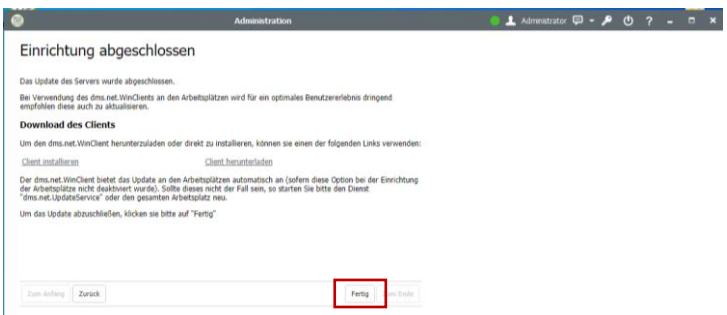 Administration
Administrator
?
Einrichtung abgeschlossen
Das Update des Servers wurde abgeschlossen.
Bei Verwendung des dms.net.WinClients an den Arbeitsplätzen wird für ein optimales Benutzererlebnis dringend
empfohlen diese auch zu aktualisieren.
Download des Clients
Um den dms.net.WinClient herunterzuladen oder direkt zu installieren, können sie einen der folgenden Links verwenden:
Client installieren Client herunterladen
Der dms.net.WinClient bietet das Update an den Arbeitsplätzen automatisch an (sofern diese Option bei der Einrichtung
der Arbeitsplätze nicht deaktiviert wurde). Sollte dieses nicht der Fall sein, so starten Sie bitte den Dienst
"dms.net.UpdateService" oder den gesamten Arbeitsplatz neu.
Um das Update abzuschließen, klicken sie bitte auf "Fertig"
Zum Anfang Zurück Fertig Zum Ende